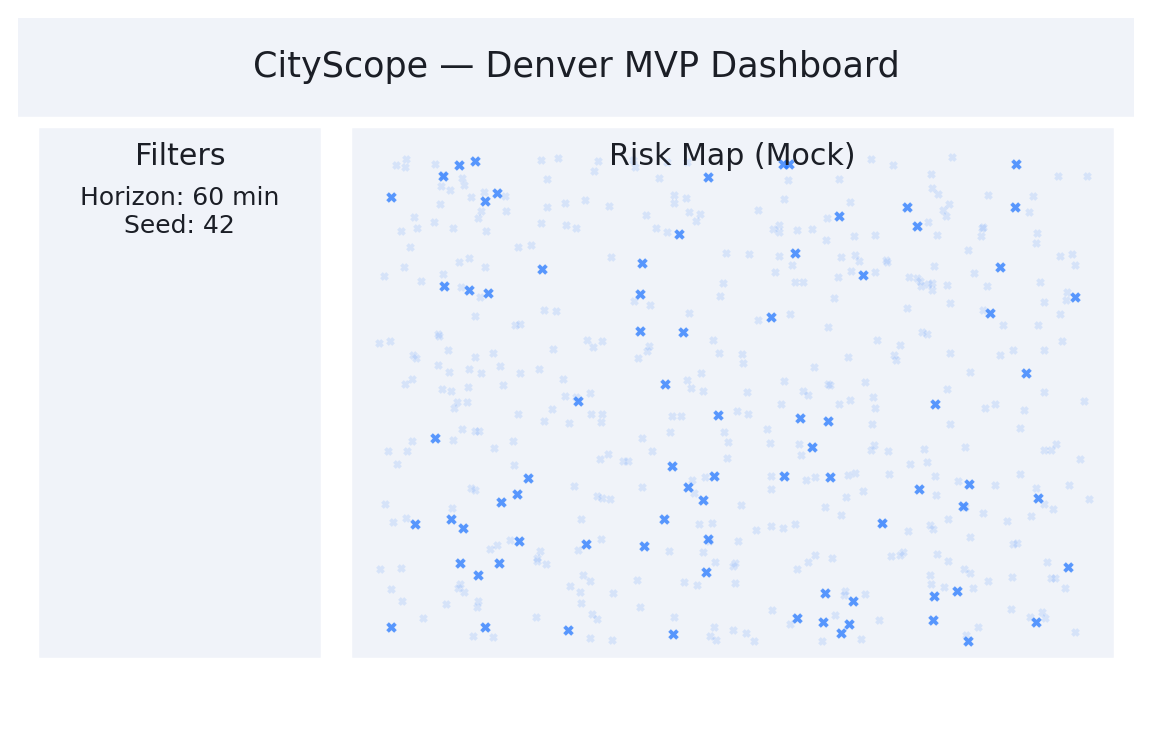 CityScope — Denver MVP Dashboard
Filters
Horizon: 60 min
Seed: 42
Risk Map (Mock)